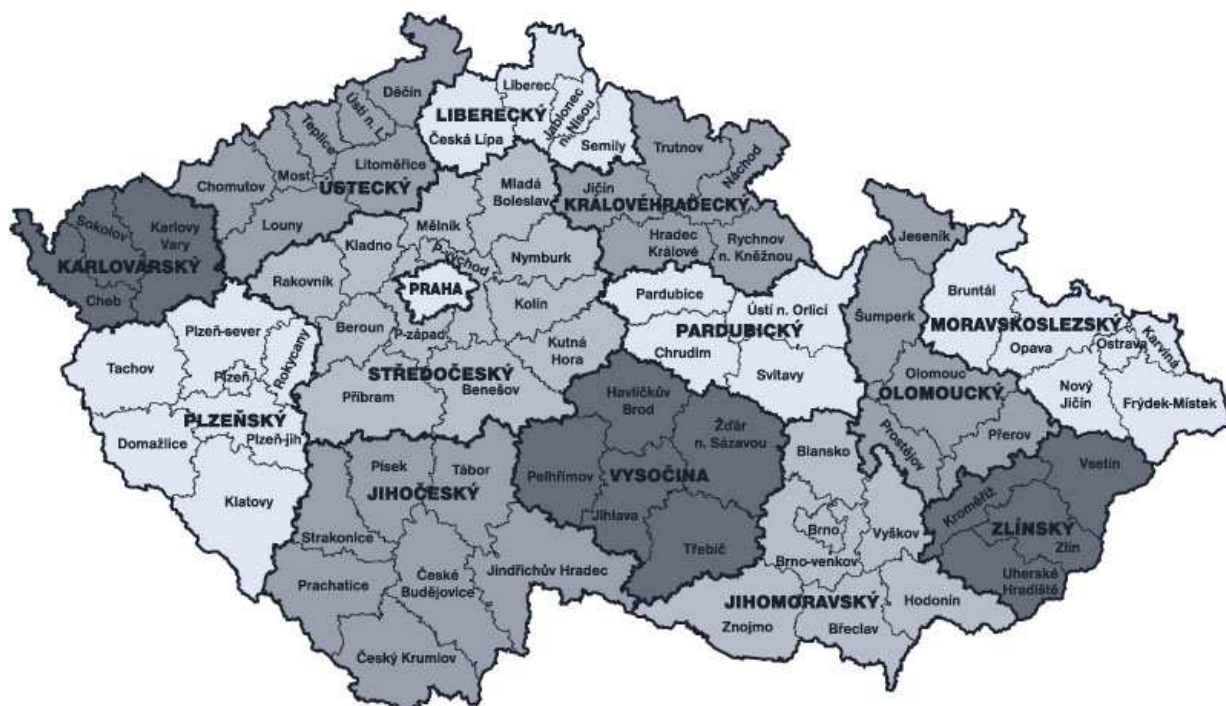 Děčín
Ústí n. L.
Teplice
Most
Chomutov
Litoměřice
ÚSTECKÝ
Louny
Liberec
LIBERECKÝ
Jablonec
n. Nisou
Česká Lípa
Semily
Trutnov
Náchod
Jičín
KRÁLOVÉHRADECKÝ
Hradec
Králové
Rychnov
n. Kněžnou
Sokolov
Karlovy
Vary
KARLOVARSKÝ
Cheb
Mladá
Boleslav
Mělník
Kladno
P-východ
Nymburk
Rakovník
PRAHA
Kolín
Beroun
P-západ
Kutná
Hora
STŘEDOČESKÝ
Benešov
Příbram
Pardubice
Ústí n. Orlicí
PARDUBICKÝ
Chrudim
Svitavy
Jeseník
Šumperk
Olomouc
OLOMOUCKÝ
Prostějov
Přerov
Bruntál
MORAVSKOSLEZSKÝ
Karviná
Opava
Ostrava
Nový
Jičín
Frýdek-Místek
Plzeň-sever
Tachov
Plzeň
Rokycany
PLZEŇSKÝ
Domažlice
Plzeň-jih
Klatovy
Písek
Tábor
JIHOČESKÝ
Strakonice
Prachatice
České
Budějovice
Jindřichův Hradec
Český Krumlov
Havlíčkův
Brod
Žďár
n. Sázavou
Pelhřimov
VYSOČINA
Jihlava
Třebíč
Blansko
Brno
Vyškov
Brno-venkov
JIHOMORAVSKÝ
Hodonín
Znojmo
Břeclav
Vsetín
Kroměříž
ZLÍNSKÝ
Zlín
Uherské
Hradiště